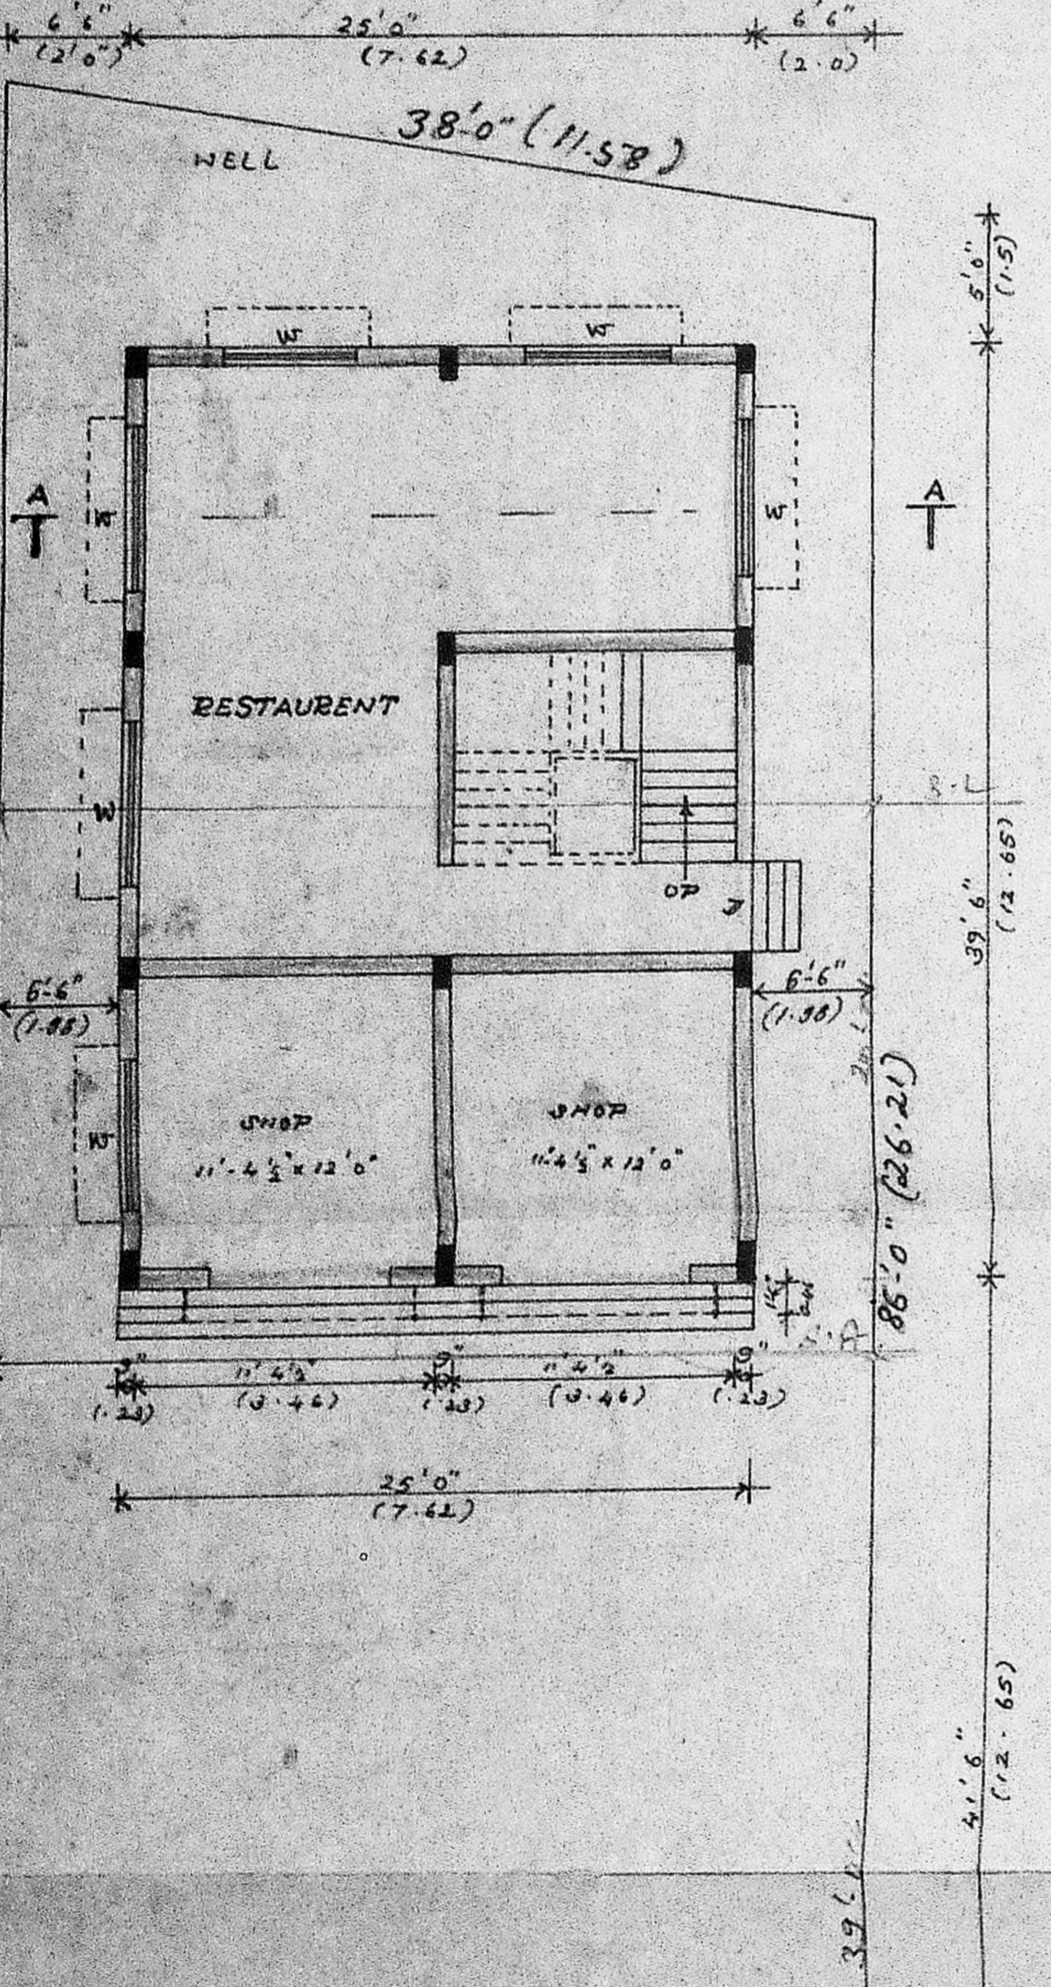 6'6" 25'0" 6'6"
(2'0") (7.62) (2.0)
38'-0" (11.58)
WELL
5'0"
(1.5)
W W
A A
W W
RESTAURENT
W
UP
39'6"
(12.65)
6'-6" 6'-6"
(1.98) (1.98)
86'-0" (26.21)
SHOP SHOP
11'-4½" x 12'0" 11'-4½" x 12'0"
W
9" 11'4½" 9" 11'4½" 9"
(.23) (3.46) (.23) (3.46) (.23)
25'0"
(7.62)
41'6"
(12.65)
39'